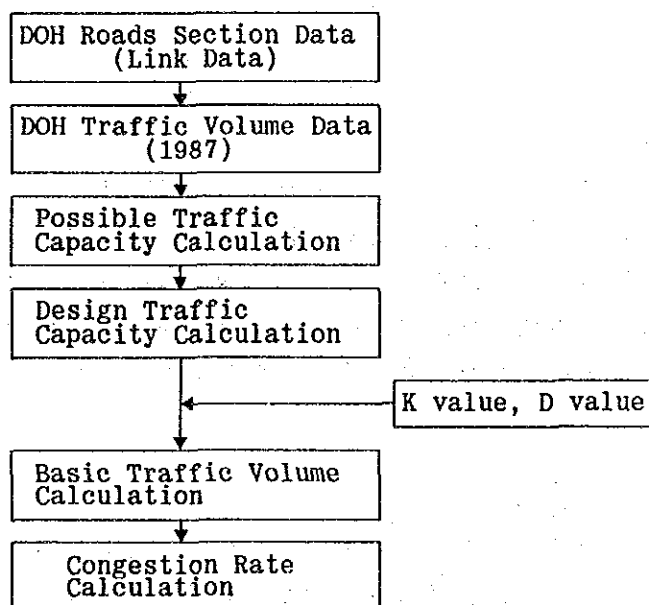 DOH Roads Section Data
(Link Data)
DOH Traffic Volume Data
(1987)
Possible Traffic
Capacity Calculation
Design Traffic
Capacity Calculation
K value, D value
Basic Traffic Volume
Calculation
Congestion Rate
Calculation